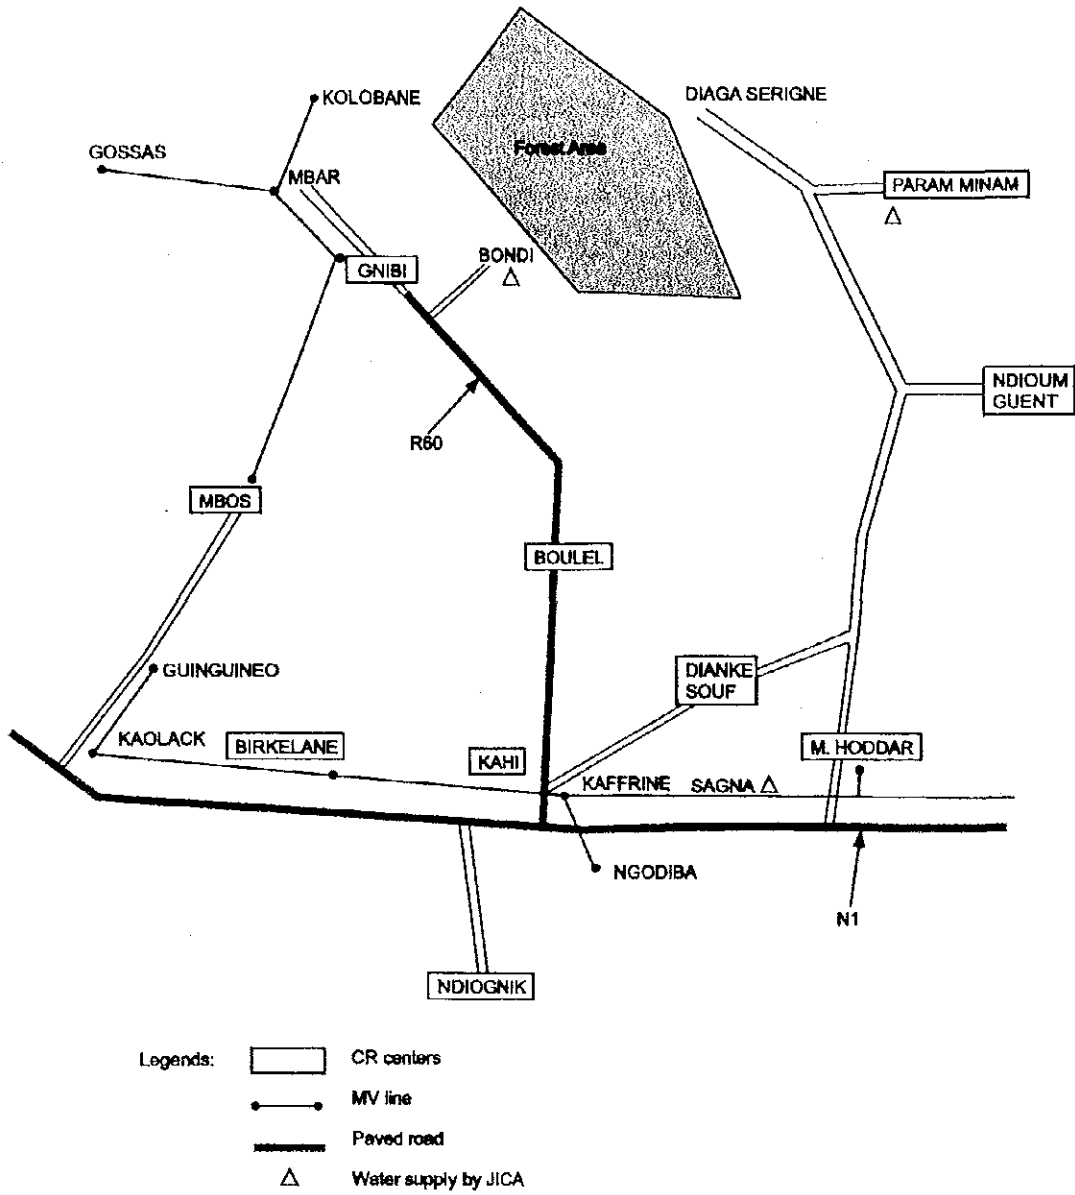 KOLOBANE
DIAGA SERIGNE
GOSSAS
Forest Area
MBAR
PARAM MINAM
BONDI
GNIBI
NDIOUM
GUENT
R60
MBOS
BOULEL
GUINGUINEO
DIANKE
SOUF
KAOLACK
BIRKELANE
KAHI
M. HODDAR
KAFFRINE
SAGNA
NGODIBA
N1
NDIOGNIK
Legends:
CR centers
MV line
Paved road
Water supply by JICA